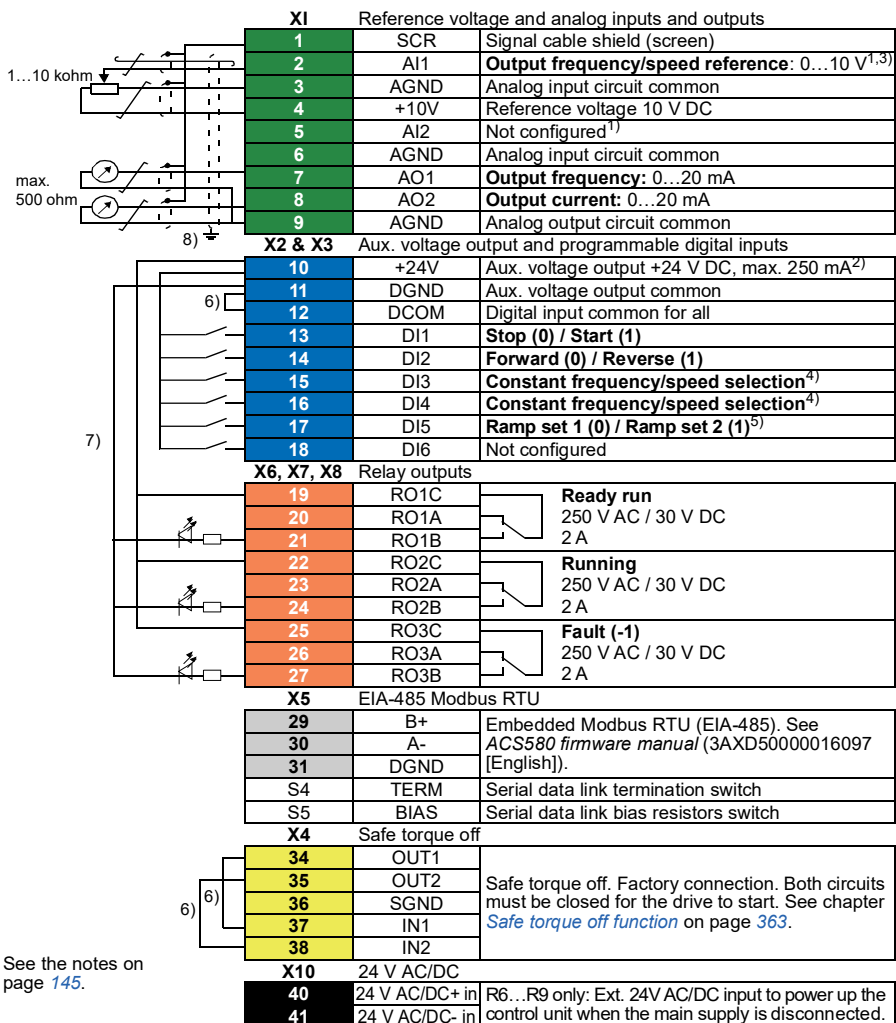 XI Reference voltage and analog inputs and outputs
1 SCR Signal cable shield (screen)
2 AI1 Output frequency/speed reference: 0…10 V1,3)
1…10 kohm
3 AGND Analog input circuit common
4 +10V Reference voltage 10 V DC
5 AI2 Not configured1)
6 AGND Analog input circuit common
7 AO1 Output frequency: 0…20 mA
max.
500 ohm
8 AO2 Output current: 0…20 mA
9 AGND Analog output circuit common
8)
X2 & X3 Aux. voltage output and programmable digital inputs
10 +24V Aux. voltage output +24 V DC, max. 250 mA2)
11 DGND Aux. voltage output common
6)
12 DCOM Digital input common for all
13 DI1 Stop (0) / Start (1)
14 DI2 Forward (0) / Reverse (1)
15 DI3 Constant frequency/speed selection4)
16 DI4 Constant frequency/speed selection4)
17 DI5 Ramp set 1 (0) / Ramp set 2 (1)5)
7)
18 DI6 Not configured
X6, X7, X8 Relay outputs
19 RO1C Ready run
20 RO1A 250 V AC / 30 V DC
21 RO1B 2 A
22 RO2C Running
23 RO2A 250 V AC / 30 V DC
24 RO2B 2 A
25 RO3C Fault (-1)
26 RO3A 250 V AC / 30 V DC
27 RO3B 2 A
X5 EIA-485 Modbus RTU
29 B+ Embedded Modbus RTU (EIA-485). See
30 A- ACS580 firmware manual (3AXD50000016097
31 DGND [English]).
S4 TERM Serial data link termination switch
S5 BIAS Serial data link bias resistors switch
X4 Safe torque off
34 OUT1
35 OUT2 Safe torque off. Factory connection. Both circuits
36 SGND must be closed for the drive to start. See chapter
6) 6)
37 IN1 Safe torque off function on page 363.
38 IN2
See the notes on
page 145.
X10 24 V AC/DC
40 24 V AC/DC+ in R6…R9 only: Ext. 24V AC/DC input to power up the
41 24 V AC/DC- in control unit when the main supply is disconnected.